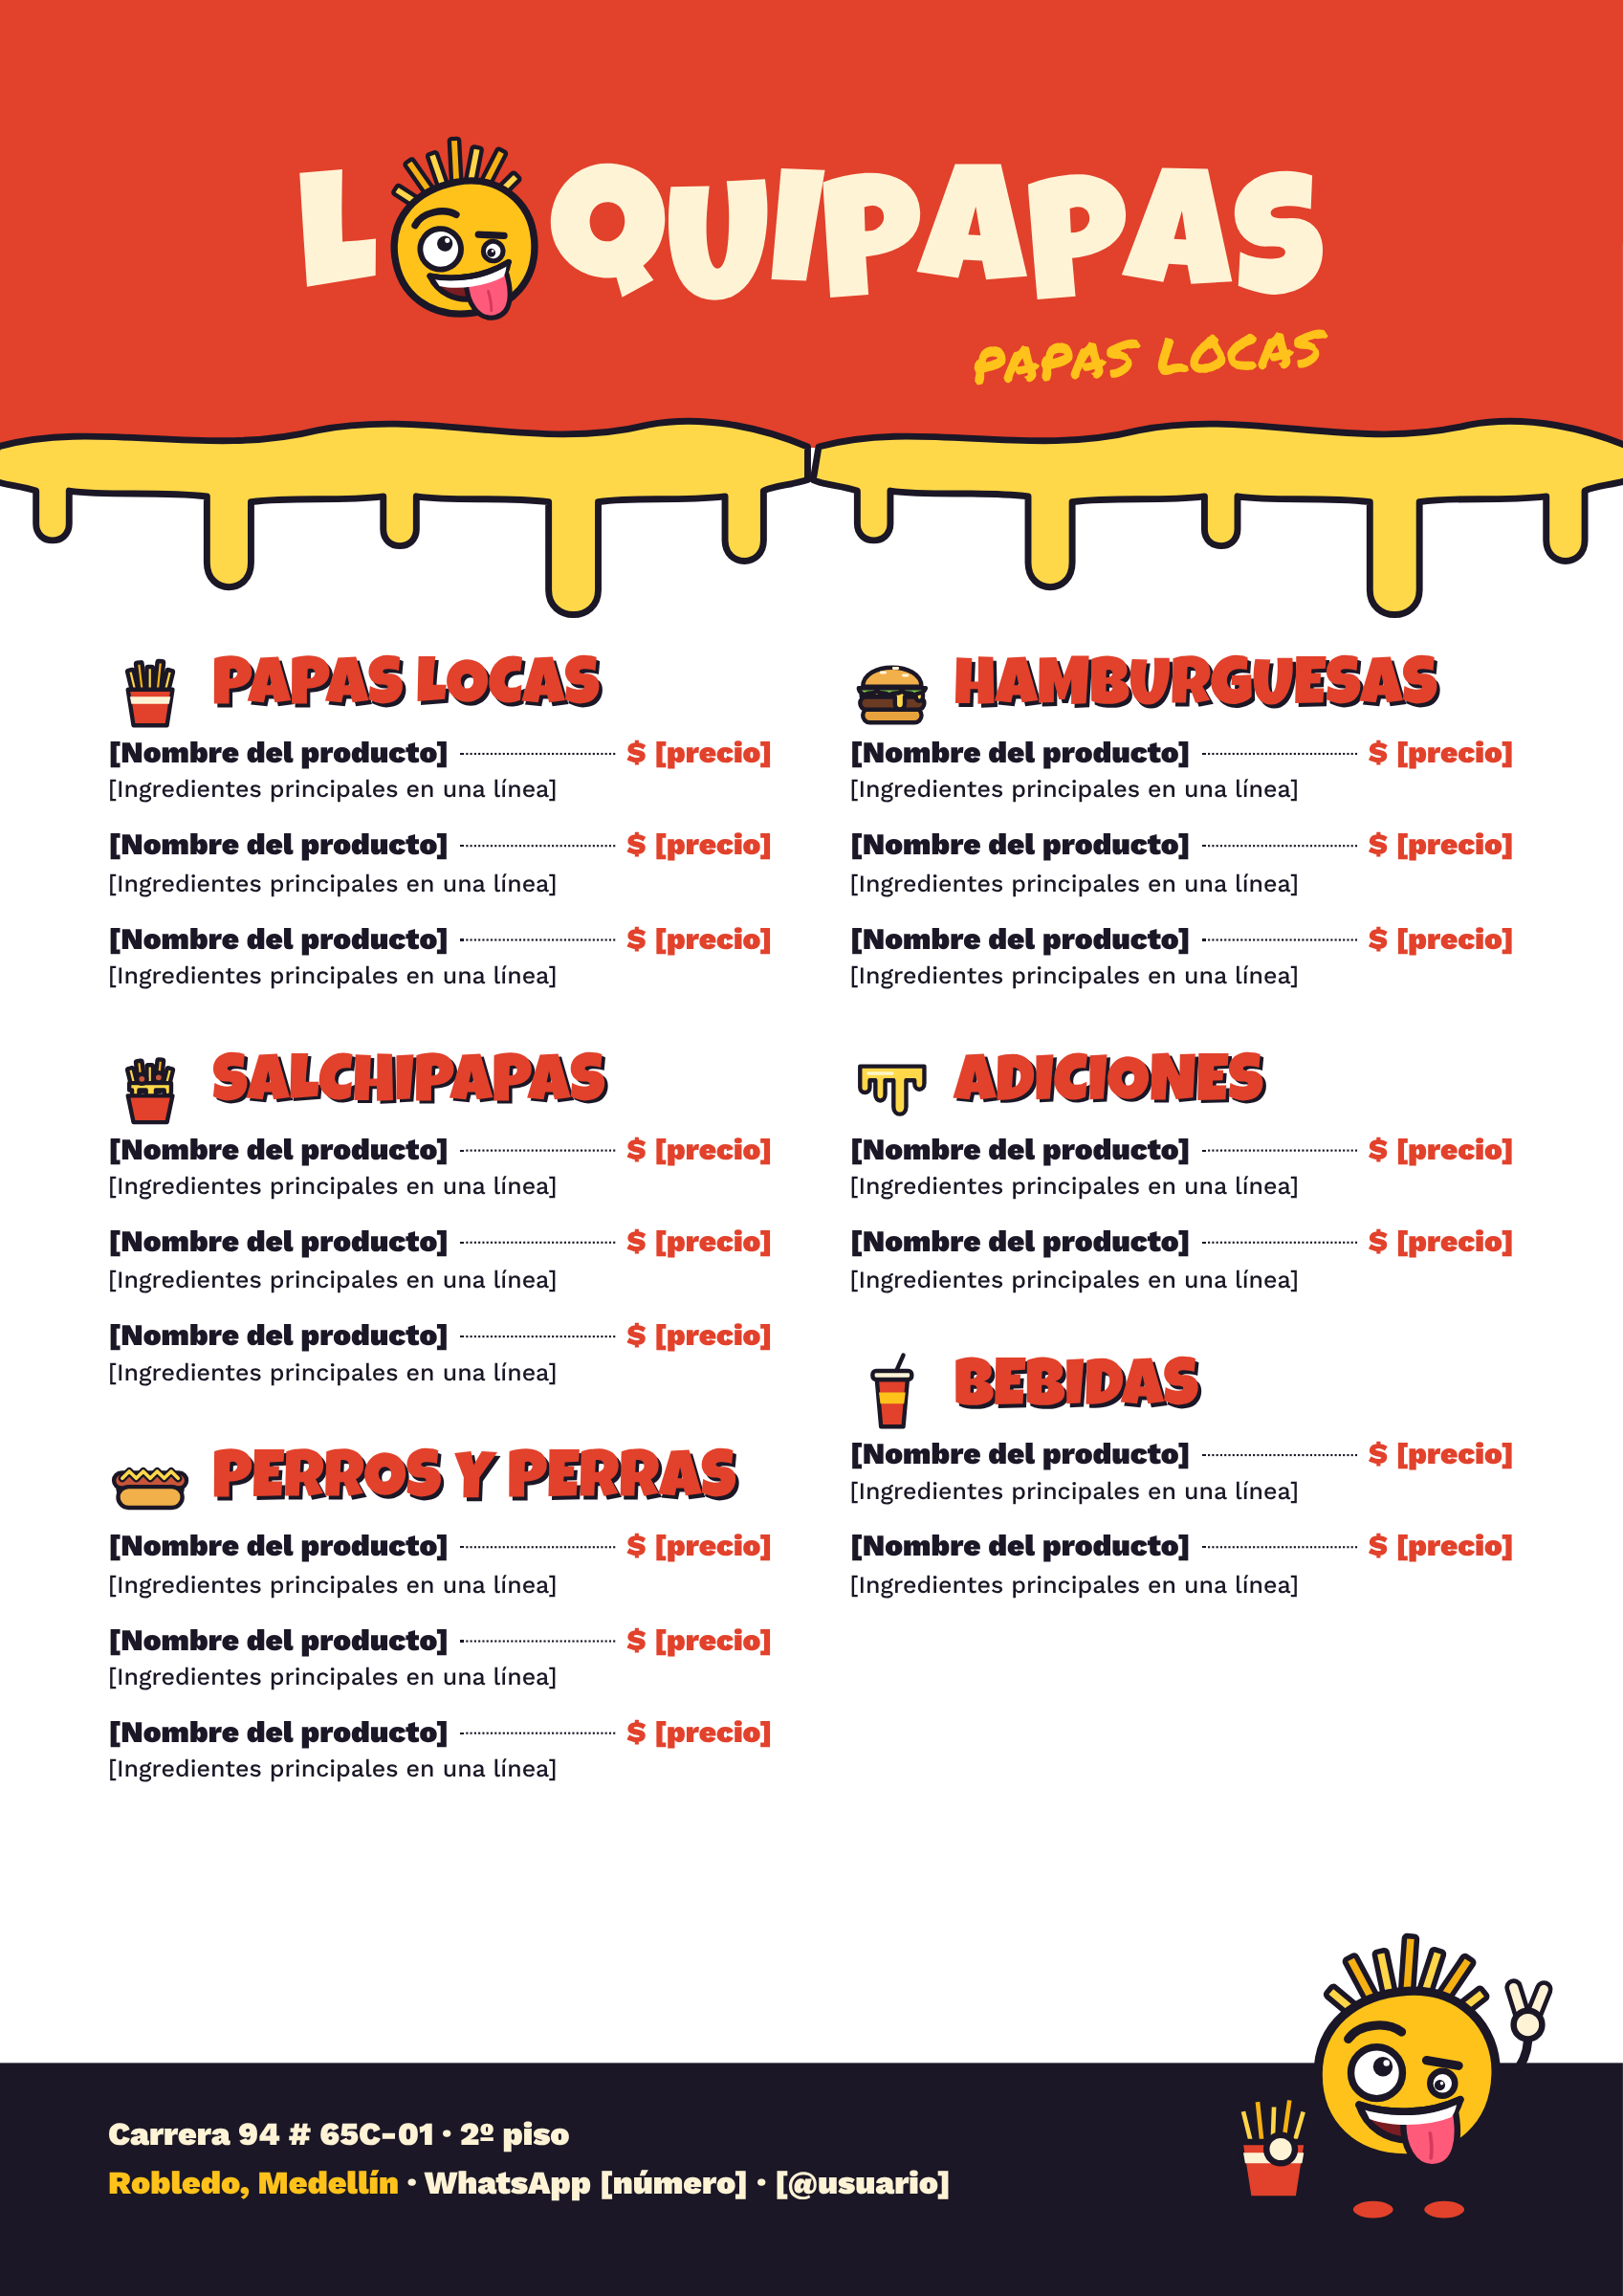 LOQUIPAPAS
PAPAS LOCAS
PAPAS LOCAS
[Nombre del producto] $ [precio]
[Ingredientes principales en una línea]
[Nombre del producto] $ [precio]
[Ingredientes principales en una línea]
[Nombre del producto] $ [precio]
[Ingredientes principales en una línea]
SALCHIPAPAS
[Nombre del producto] $ [precio]
[Ingredientes principales en una línea]
[Nombre del producto] $ [precio]
[Ingredientes principales en una línea]
[Nombre del producto] $ [precio]
[Ingredientes principales en una línea]
PERROS Y PERRAS
[Nombre del producto] $ [precio]
[Ingredientes principales en una línea]
[Nombre del producto] $ [precio]
[Ingredientes principales en una línea]
[Nombre del producto] $ [precio]
[Ingredientes principales en una línea]
HAMBURGUESAS
[Nombre del producto] $ [precio]
[Ingredientes principales en una línea]
[Nombre del producto] $ [precio]
[Ingredientes principales en una línea]
[Nombre del producto] $ [precio]
[Ingredientes principales en una línea]
ADICIONES
[Nombre del producto] $ [precio]
[Ingredientes principales en una línea]
[Nombre del producto] $ [precio]
[Ingredientes principales en una línea]
BEBIDAS
[Nombre del producto] $ [precio]
[Ingredientes principales en una línea]
[Nombre del producto] $ [precio]
[Ingredientes principales en una línea]
Carrera 94 # 65C-01 · 2º piso
Robledo, Medellín · WhatsApp [número] · [@usuario]